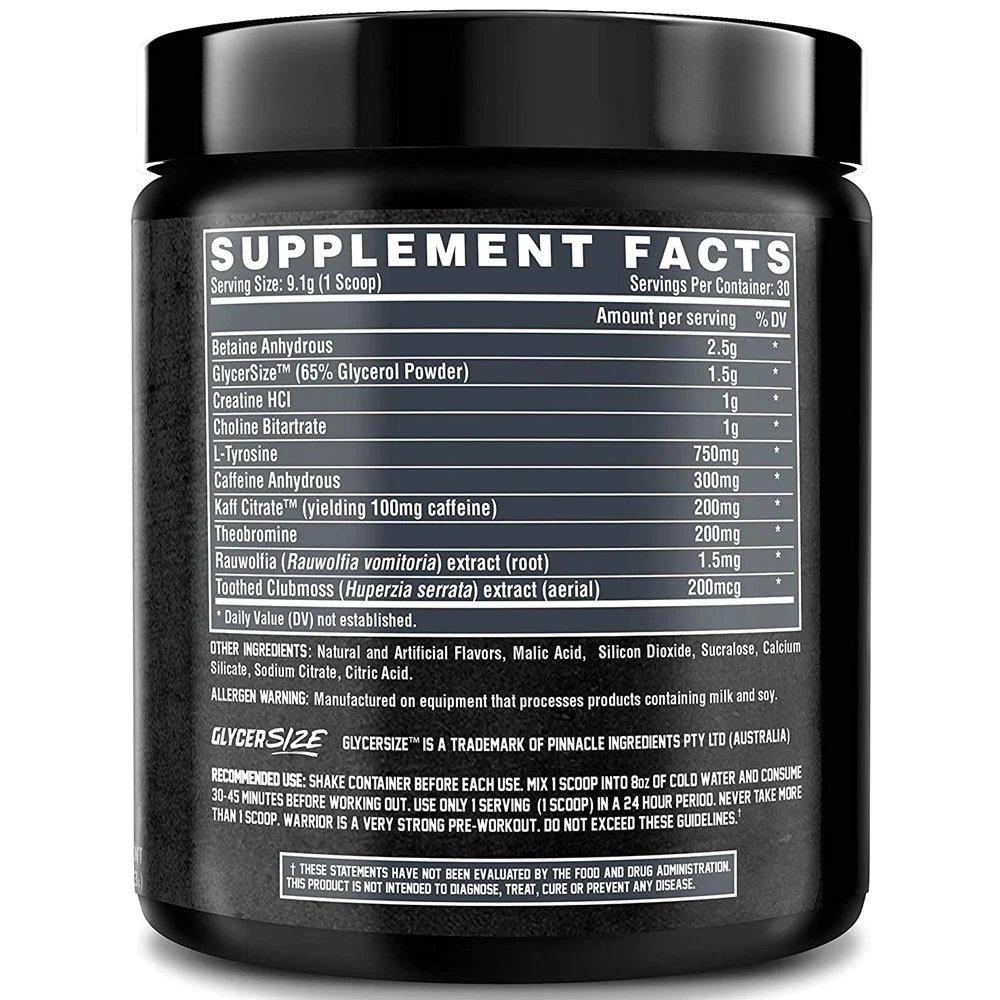 SUPPLEMENT FACTS
Serving Size: 9.1g (1 Scoop) Servings Per Container: 30
Amount per serving % DV
Betaine Anhydrous 2.5g *
GlycerSize™ (65% Glycerol Powder) 1.5g *
Creatine HCl 1g *
Choline Bitartrate 1g *
L-Tyrosine 750mg *
Caffeine Anhydrous 300mg *
Kaff Citrate™ (yielding 100mg caffeine) 200mg *
Theobromine 200mg *
Rauwolfia (Rauwolfia vomitoria) extract (root) 1.5mg *
Toothed Clubmoss (Huperzia serrata) extract (aerial) 200mcg *
* Daily Value (DV) not established.
OTHER INGREDIENTS: Natural and Artificial Flavors, Malic Acid, Silicon Dioxide, Sucralose, Calcium
Silicate, Sodium Citrate, Citric Acid.
ALLERGEN WARNING: Manufactured on equipment that processes products containing milk and soy.
GLYCERSIZE GLYCERSIZE™ IS A TRADEMARK OF PINNACLE INGREDIENTS PTY LTD (AUSTRALIA)
RECOMMENDED USE: SHAKE CONTAINER BEFORE EACH USE. MIX 1 SCOOP INTO 8oz OF COLD WATER AND CONSUME
30-45 MINUTES BEFORE WORKING OUT. USE ONLY 1 SERVING (1 SCOOP) IN A 24 HOUR PERIOD. NEVER TAKE MORE
THAN 1 SCOOP. WARRIOR IS A VERY STRONG PRE-WORKOUT. DO NOT EXCEED THESE GUIDELINES.†
† THESE STATEMENTS HAVE NOT BEEN EVALUATED BY THE FOOD AND DRUG ADMINISTRATION.
THIS PRODUCT IS NOT INTENDED TO DIAGNOSE, TREAT, CURE OR PREVENT ANY DISEASE.